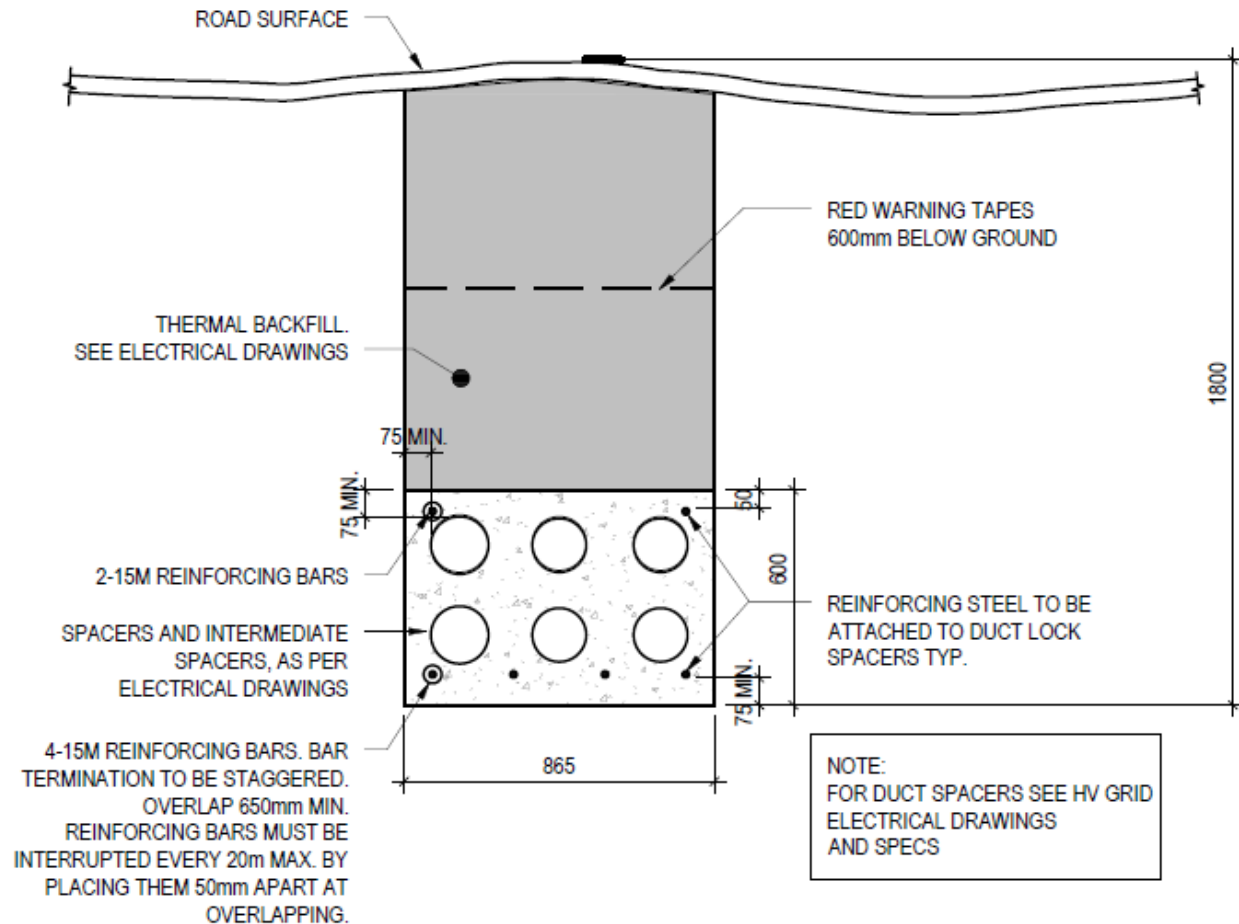 ROAD SURFACE
RED WARNING TAPES
600mm BELOW GROUND
THERMAL BACKFILL.
SEE ELECTRICAL DRAWINGS
1800
75 MIN.
75 MIN.
50
600
2-15M REINFORCING BARS
SPACERS AND INTERMEDIATE
SPACERS, AS PER
ELECTRICAL DRAWINGS
REINFORCING STEEL TO BE
ATTACHED TO DUCT LOCK
SPACERS TYP.
75 MIN.
4-15M REINFORCING BARS. BAR
TERMINATION TO BE STAGGERED.
OVERLAP 650mm MIN.
REINFORCING BARS MUST BE
INTERRUPTED EVERY 20m MAX. BY
PLACING THEM 50mm APART AT
OVERLAPPING.
865
NOTE:
FOR DUCT SPACERS SEE HV GRID
ELECTRICAL DRAWINGS
AND SPECS